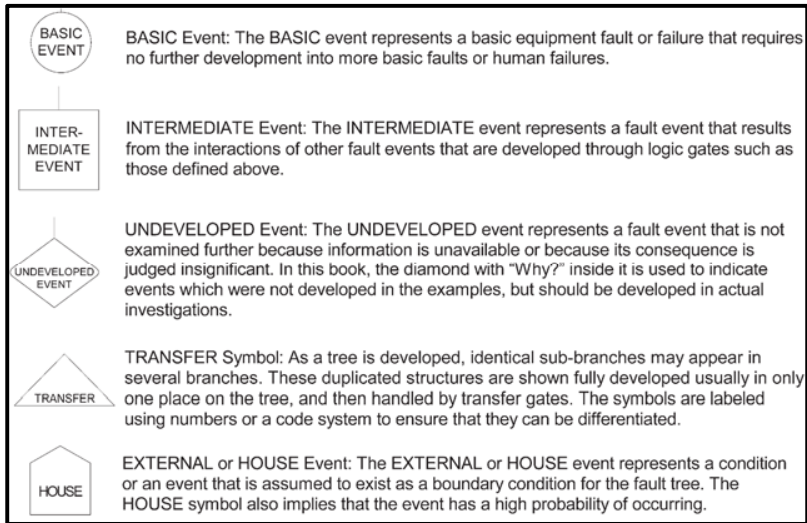 BASIC
EVENT
BASIC Event: The BASIC event represents a basic equipment fault or failure that requires
no further development into more basic faults or human failures.
INTER-
MEDIATE
EVENT
INTERMEDIATE Event: The INTERMEDIATE event represents a fault event that results
from the interactions of other fault events that are developed through logic gates such as
those defined above.
UNDEVELOPED
EVENT
UNDEVELOPED Event: The UNDEVELOPED event represents a fault event that is not
examined further because information is unavailable or because its consequence is
judged insignificant. In this book, the diamond with “Why?” inside it is used to indicate
events which were not developed in the examples, but should be developed in actual
investigations.
TRANSFER
TRANSFER Symbol: As a tree is developed, identical sub-branches may appear in
several branches. These duplicated structures are shown fully developed usually in only
one place on the tree, and then handled by transfer gates. The symbols are labeled
using numbers or a code system to ensure that they can be differentiated.
HOUSE
EXTERNAL or HOUSE Event: The EXTERNAL or HOUSE event represents a condition
or an event that is assumed to exist as a boundary condition for the fault tree. The
HOUSE symbol also implies that the event has a high probability of occurring.